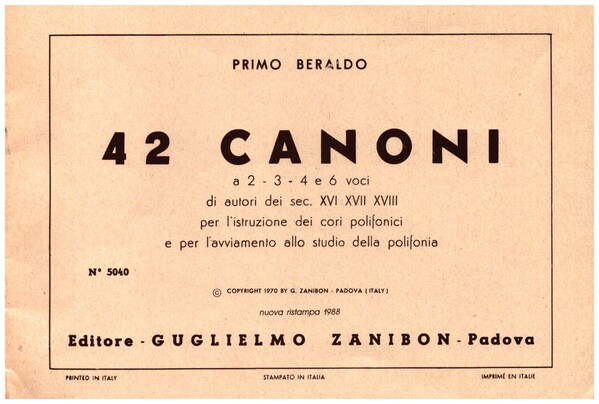 PRIMO BERALDO
42 CANONI
a 2 - 3 - 4 e 6 voci
di autori dei sec. XVI XVII XVIII
per l'istruzione dei cori polifonici
e per l'avviamento allo studio della polifonia
N° 5040
© COPYRIGHT 1970 BY G. ZANIBON - PADOVA ( ITALY )
nuova ristampa 1988
Editore - GUGLIELMO ZANIBON - Padova
PRINTED IN ITALY STAMPATO IN ITALIA IMPRIMÉ EN ITALIE